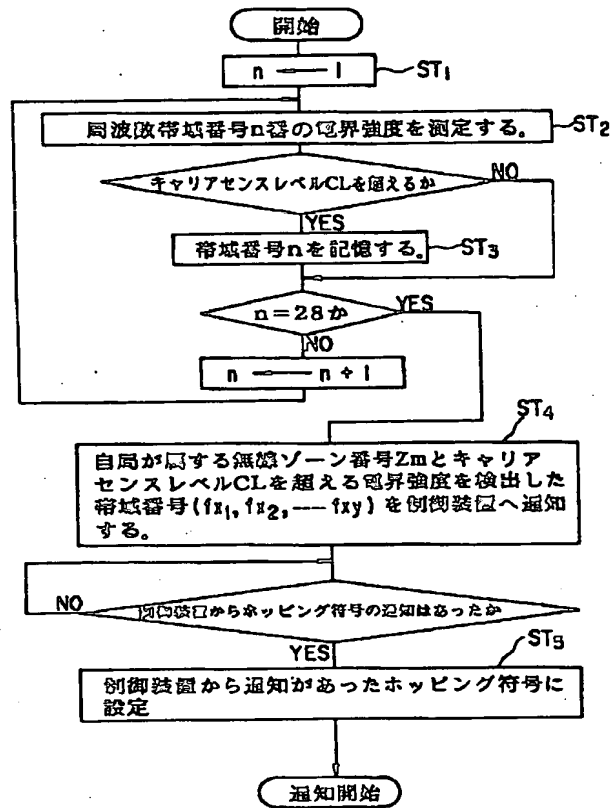 開始
n ← 1
ST1
周波数帯域番号n番の電界強度を測定する。
ST2
キャリアセンスレベルCLを超えるか
NO
YES
帯域番号nを記憶する。
ST3
n=28か
YES
NO
n ← n + 1
ST4
自局が属する無線ゾーン番号Zmとキャリア
センスレベルCLを超える電界強度を検出した
帯域番号(fx1, fx2, --- fxy)を制御装置へ通知
する。
NO
制御装置からホッピング符号の通知はあったか
YES
ST5
制御装置から通知があったホッピング符号に
設定
通知開始